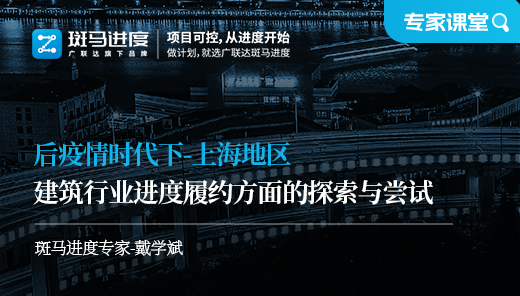 斑马进度
广联达旗下品牌
项目可控，从进度开始
做计划，就选广联达斑马进度
专家课堂
后疫情时代下-上海地区
建筑行业进度履约方面的探索与尝试
斑马进度专家-戴学斌